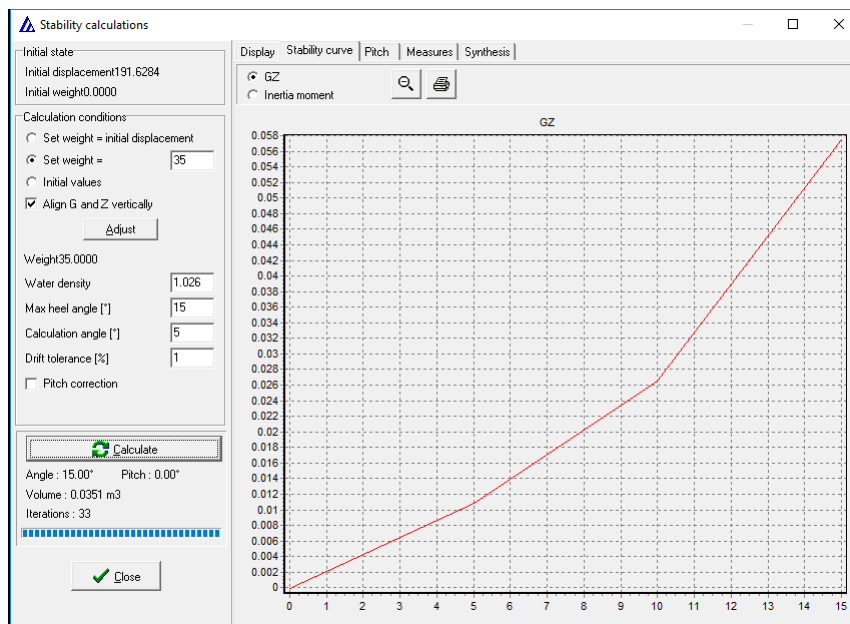 Stability calculations
Initial state
Initial displacement191.6284
Initial weight0.0000
Calculation conditions
Set weight = initial displacement
Set weight = 35
Initial values
Align G and Z vertically
Adjust
Weight35.0000
Water density 1.026
Max heel angle [°] 15
Calculation angle [°] 5
Drift tolerance [%] 1
Pitch correction
Calculate
Angle : 15.00° Pitch : 0.00°
Volume : 0.0351 m3
Iterations : 33
Close
Display Stability curve Pitch Measures Synthesis
GZ
Inertia moment
GZ
0.058
0.056
0.054
0.052
0.05
0.048
0.046
0.044
0.042
0.04
0.038
0.036
0.034
0.032
0.03
0.028
0.026
0.024
0.022
0.02
0.018
0.016
0.014
0.012
0.01
0.008
0.006
0.004
0.002
0
0 1 2 3 4 5 6 7 8 9 10 11 12 13 14 15